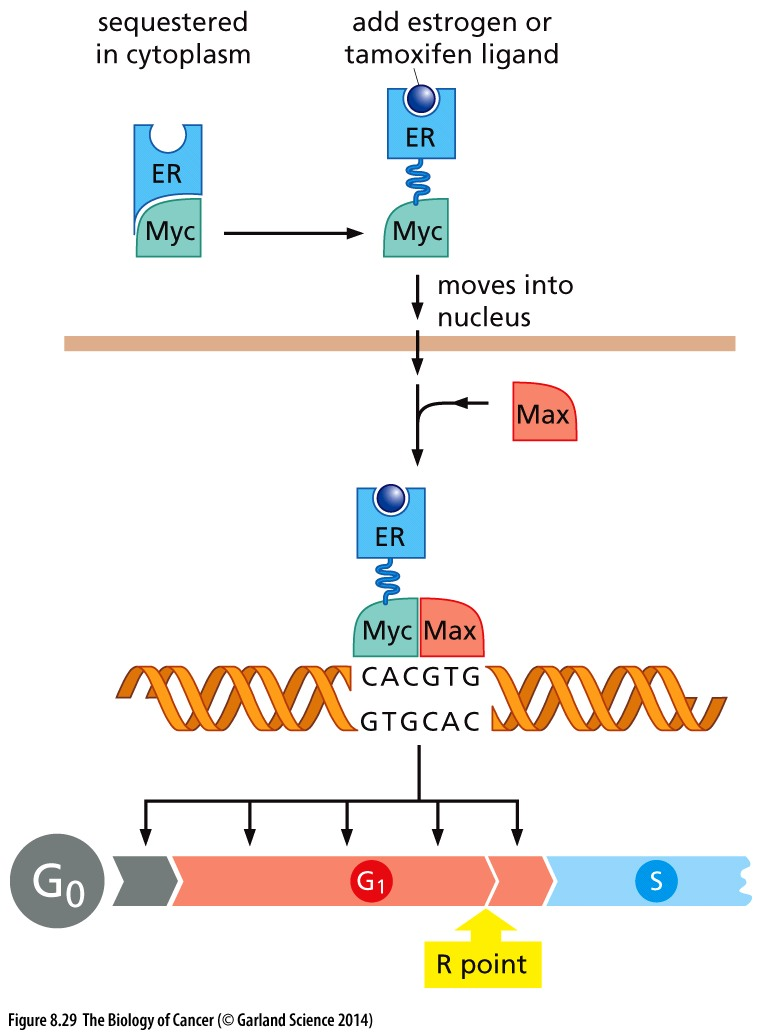 sequestered
in cytoplasm
add estrogen or
tamoxifen ligand
ER
Myc
ER
Myc
moves into
nucleus
Max
ER
Myc Max
CACGTG
GTGCAC
G0 G1 S
R point
Figure 8.29 The Biology of Cancer (© Garland Science 2014)